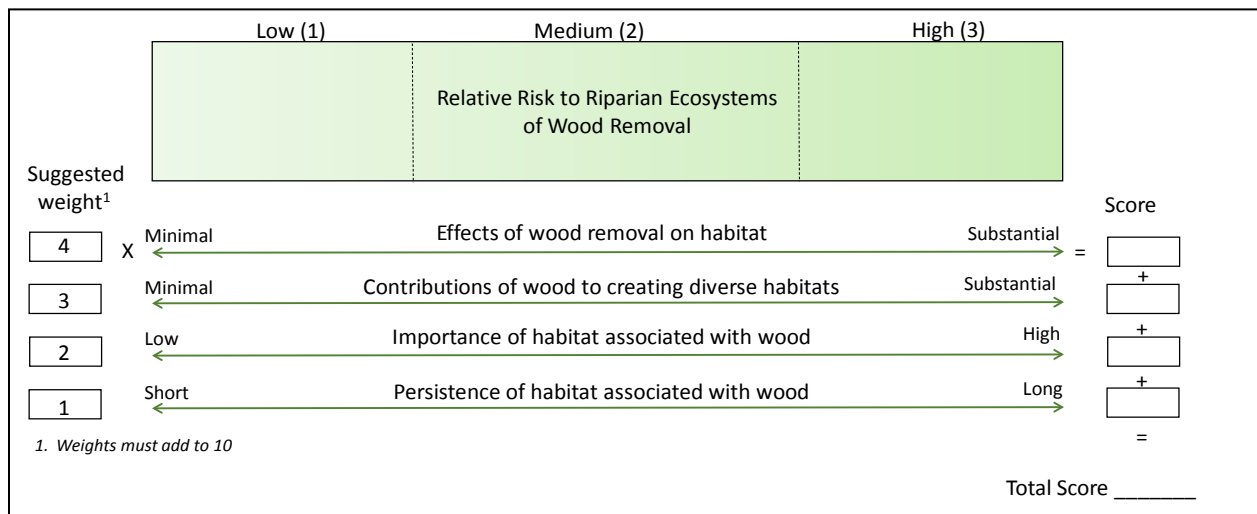 Low (1) Medium (2) High (3)
Relative Risk to Riparian Ecosystems
of Wood Removal
Suggested
weight1
Score
4 X Minimal Effects of wood removal on habitat Substantial =
+
3 Minimal Contributions of wood to creating diverse habitats Substantial
+
2 Low Importance of habitat associated with wood High
+
1 Short Persistence of habitat associated with wood Long
=
1. Weights must add to 10
Total Score _______